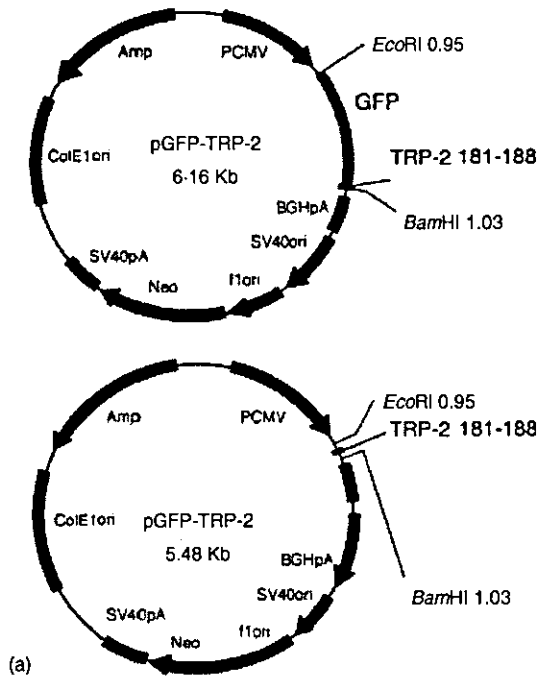 Amp
PCMV
EcoRI 0.95
GFP
ColE1ori
pGFP-TRP-2
6·16 Kb
TRP-2 181-188
BGHpA
BamHI 1.03
SV40ori
SV40pA
f1ori
Neo
Amp
PCMV
EcoRI 0.95
TRP-2 181-188
ColE1ori
pGFP-TRP-2
5.48 Kb
BGHpA
SV40ori
BamHI 1.03
SV40pA
f1ori
Neo
(a)